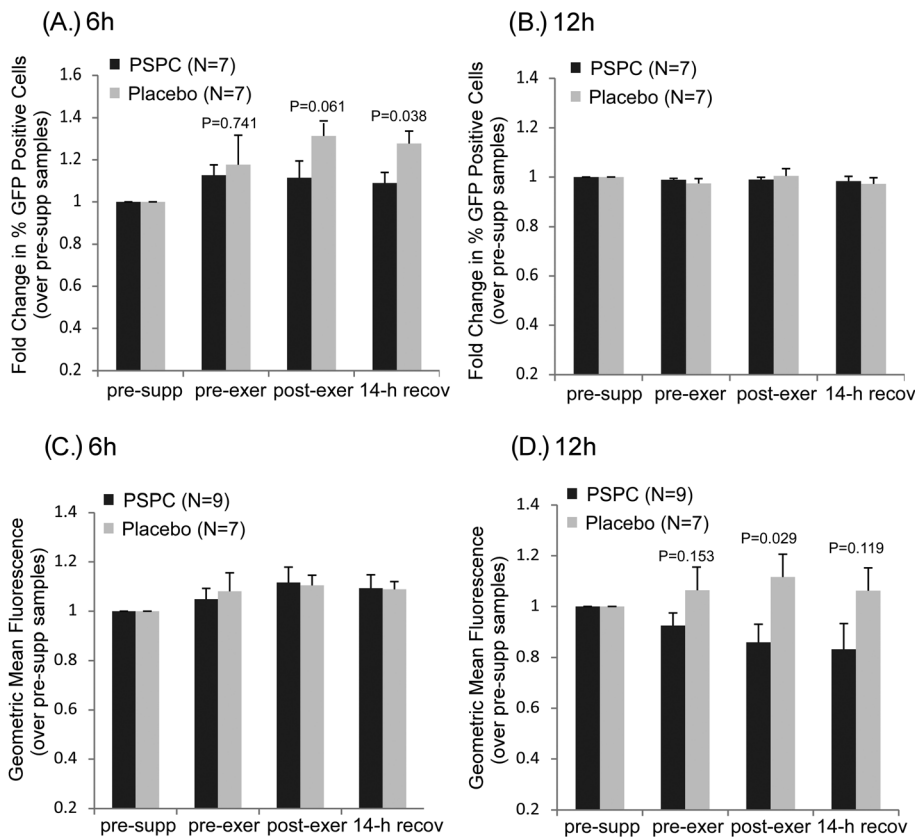 (A.) 6h
PSPC (N=7)
Placebo (N=7)
Fold Change in % GFP Positive Cells
(over pre-supp samples)
1.6
1.4
1.2
1
0.8
0.6
0.4
0.2
P=0.741
P=0.061
P=0.038
pre-supp pre-exer post-exer 14-h recov
(B.) 12h
PSPC (N=7)
Placebo (N=7)
Fold Change in % GFP Positive Cells
(over pre-supp samples)
1.4
1.2
1
0.8
0.6
0.4
0.2
pre-supp pre-exer post-exer 14-h recov
(C.) 6h
PSPC (N=9)
Placebo (N=7)
Geometric Mean Fluorescence
(over pre-supp samples)
1.4
1.2
1
0.8
0.6
0.4
0.2
pre-supp pre-exer post-exer 14-h recov
(D.) 12h
PSPC (N=9)
Placebo (N=7)
Geometric Mean Fluorescence
(over pre-supp samples)
1.4
1.2
1
0.8
0.6
0.4
0.2
P=0.153
P=0.029
P=0.119
pre-supp pre-exer post-exer 14-h recov